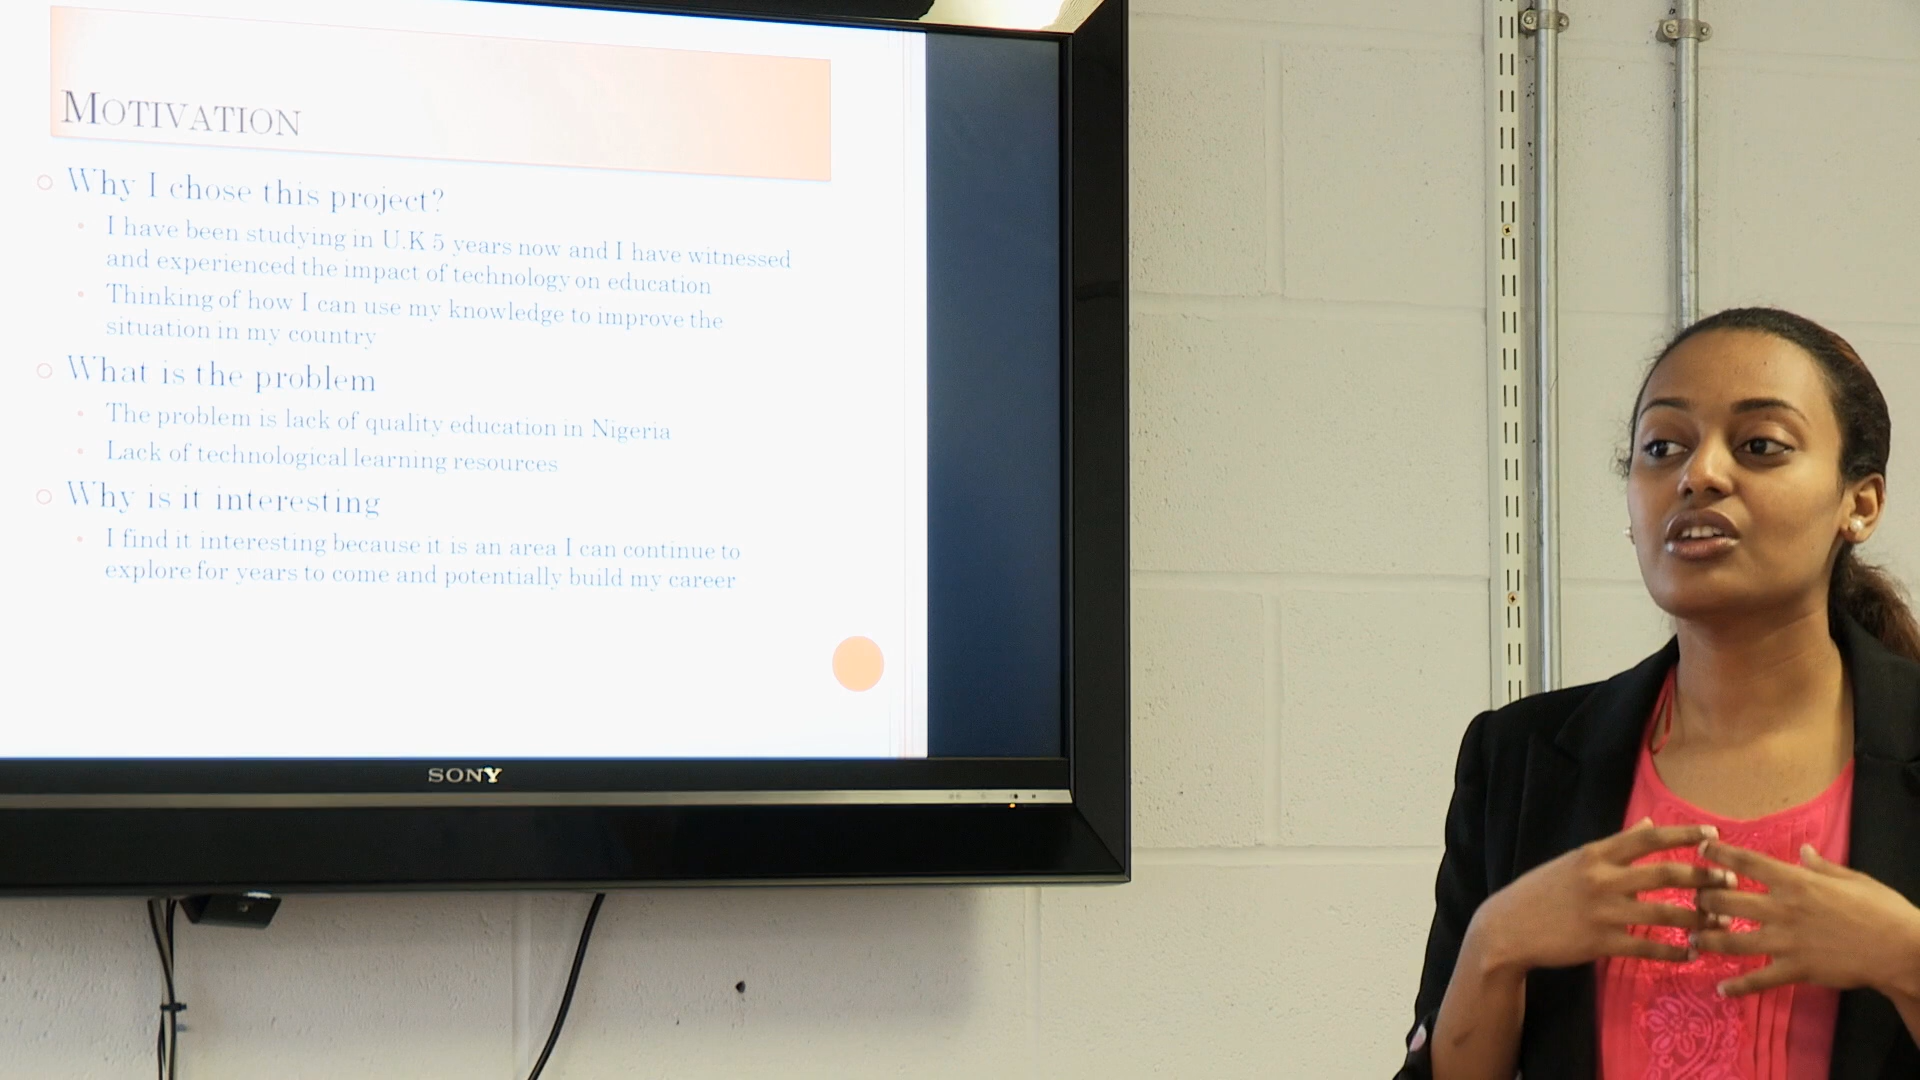 MOTIVATION
Why I chose this project?
I have been studying in U.K 5 years now and I have witnessed
and experienced the impact of technology on education
Thinking of how I can use my knowledge to improve the
situation in my country
What is the problem
The problem is lack of quality education in Nigeria
Lack of technological learning resources
Why is it interesting
I find it interesting because it is an area I can continue to
explore for years to come and potentially build my career
SONY